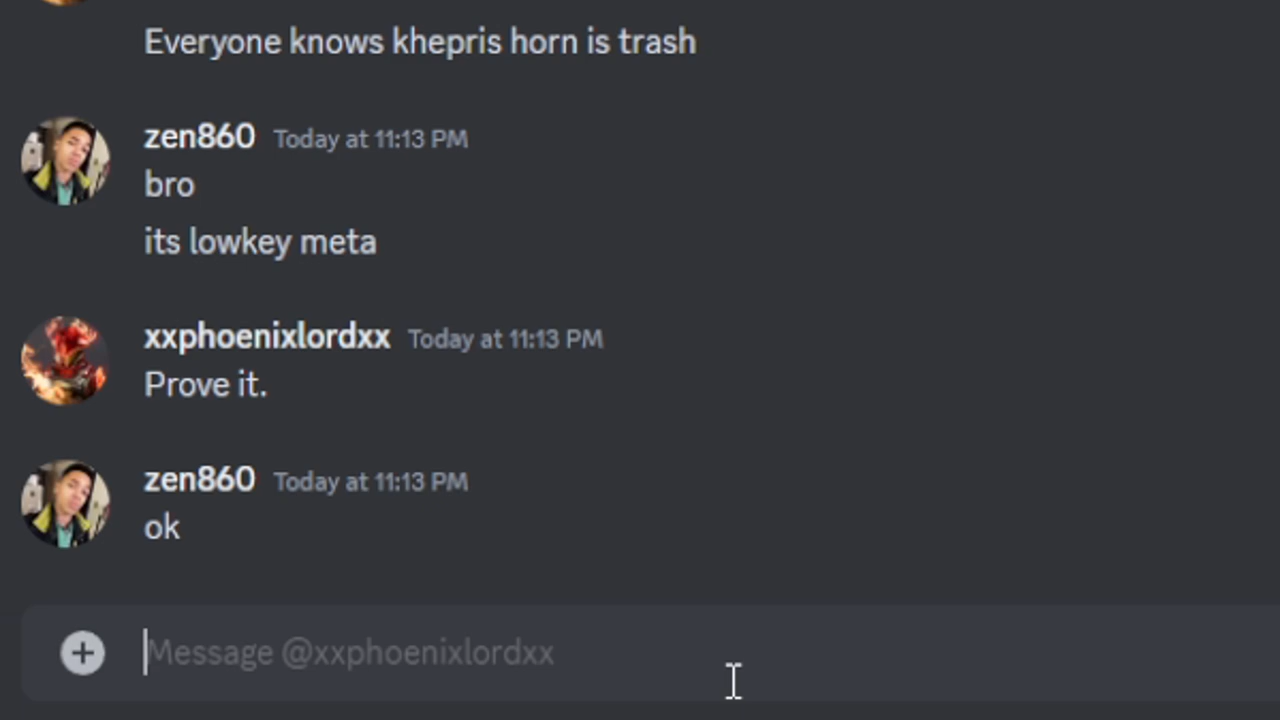 Everyone knows khepris horn is trash
zen860 Today at 11:13 PM
bro
its lowkey meta
xxphoenixlordxx Today at 11:13 PM
Prove it.
zen860 Today at 11:13 PM
ok
Message @xxphoenixlordxx